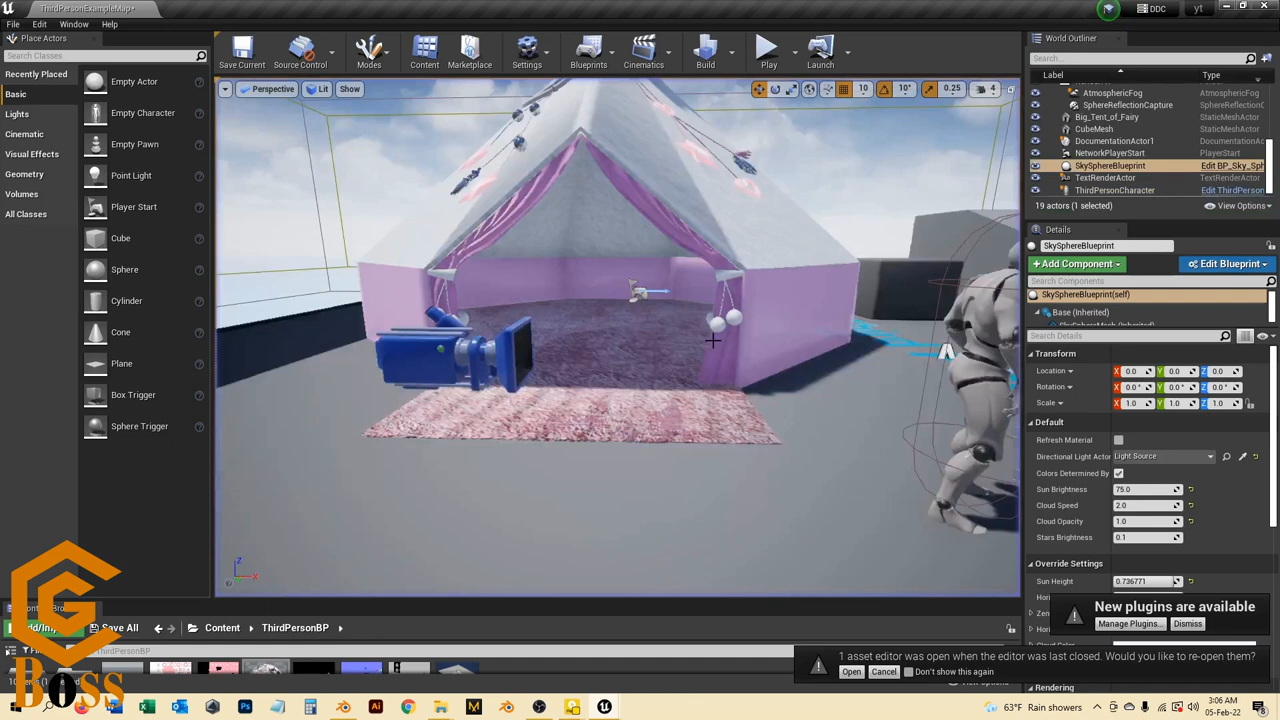 ThirdPersonExampleMap*
DDC
yt
File Edit Window Help
Place Actors
Search Classes
Recently Placed
Basic
Lights
Cinematic
Visual Effects
Geometry
Volumes
All Classes
Empty Actor
Empty Character
Empty Pawn
Point Light
Player Start
Cube
Sphere
Cylinder
Cone
Plane
Box Trigger
Sphere Trigger
Save Current
Source Control
Modes
Content
Marketplace
Settings
Blueprints
Cinematics
Build
Play
Launch
Perspective
Lit
Show
10
10°
0.25
4
World Outliner
Search...
Label Type
AtmosphericFog AtmosphericFog
SphereReflectionCapture SphereReflectionC
Big_Tent_of_Fairy StaticMeshActor
CubeMesh StaticMeshActor
DocumentationActor1 DocumentationActor
NetworkPlayerStart PlayerStart
SkySphereBlueprint Edit BP_Sky_Sph
TextRenderActor TextRenderActor
ThirdPersonCharacter Edit ThirdPerson
19 actors (1 selected) View Options
Details
SkySphereBlueprint
+Add Component Edit Blueprint
Search Components
SkySphereBlueprint(self)
Base (Inherited)
Search Details
Transform
Location X 0.0 Y 0.0 Z 0.0
Rotation X 0.0 ° Y 0.0 ° Z 0.0 °
Scale X 1.0 Y 1.0 Z 1.0
Default
Refresh Material
Directional Light Actor Light Source
Colors Determined By
Sun Brightness 75.0
Cloud Speed 2.0
Cloud Opacity 1.0
Stars Brightness 0.1
Override Settings
Sun Height 0.736771
New plugins are available
Manage Plugins... Dismiss
1 asset editor was open when the editor was last closed. Would you like to re-open them?
Open Cancel Don't show this again
Rendering
Save All
Content ThirdPersonBP
G
BOSS
63°F Rain showers
3:06 AM
05-Feb-22
8